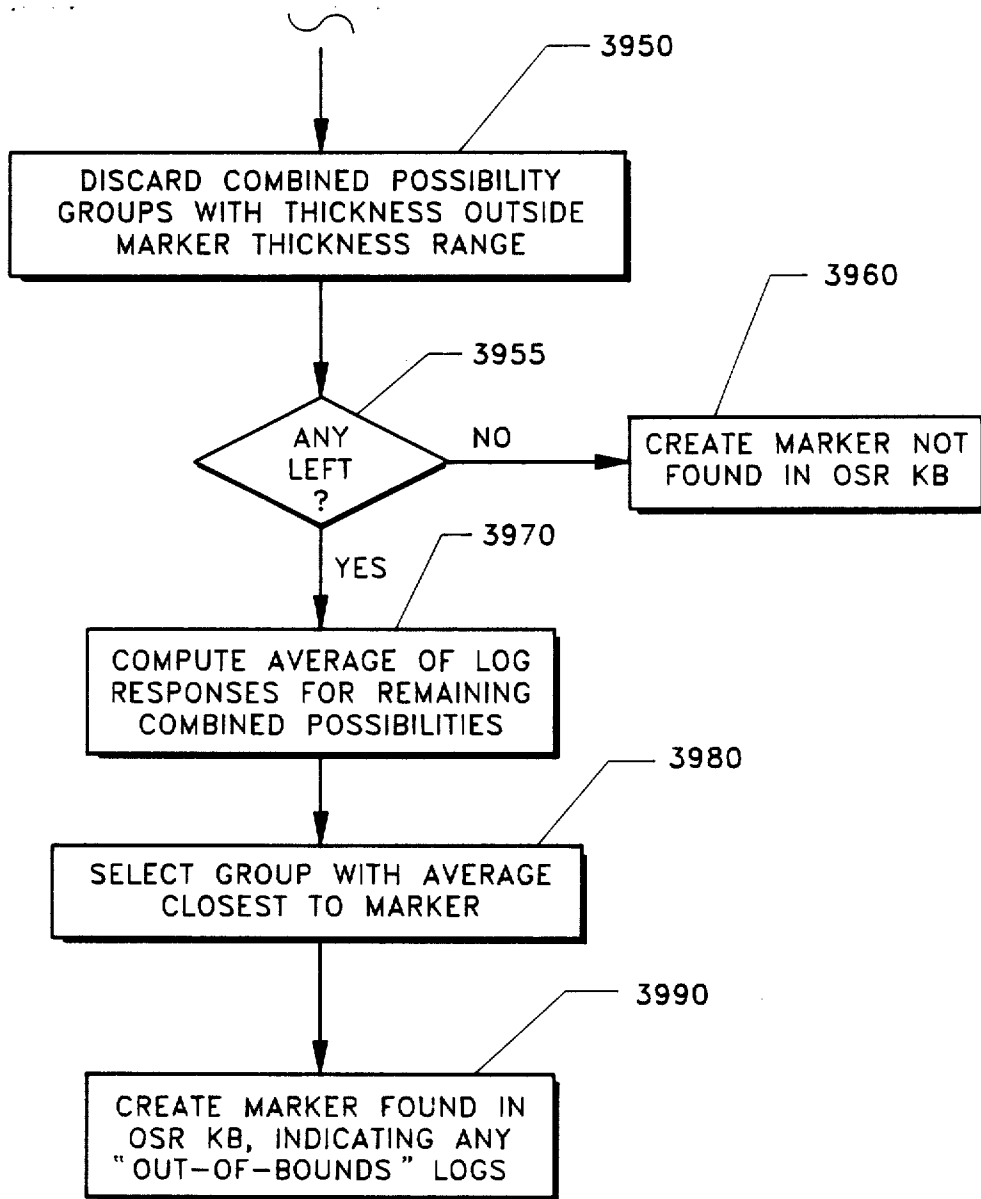 3950
DISCARD COMBINED POSSIBILITY
GROUPS WITH THICKNESS OUTSIDE
MARKER THICKNESS RANGE
3960
3955
ANY
LEFT
?
NO
CREATE MARKER NOT
FOUND IN OSR KB
3970
YES
COMPUTE AVERAGE OF LOG
RESPONSES FOR REMAINING
COMBINED POSSIBILITIES
3980
SELECT GROUP WITH AVERAGE
CLOSEST TO MARKER
3990
CREATE MARKER FOUND IN
OSR KB, INDICATING ANY
"OUT-OF-BOUNDS" LOGS